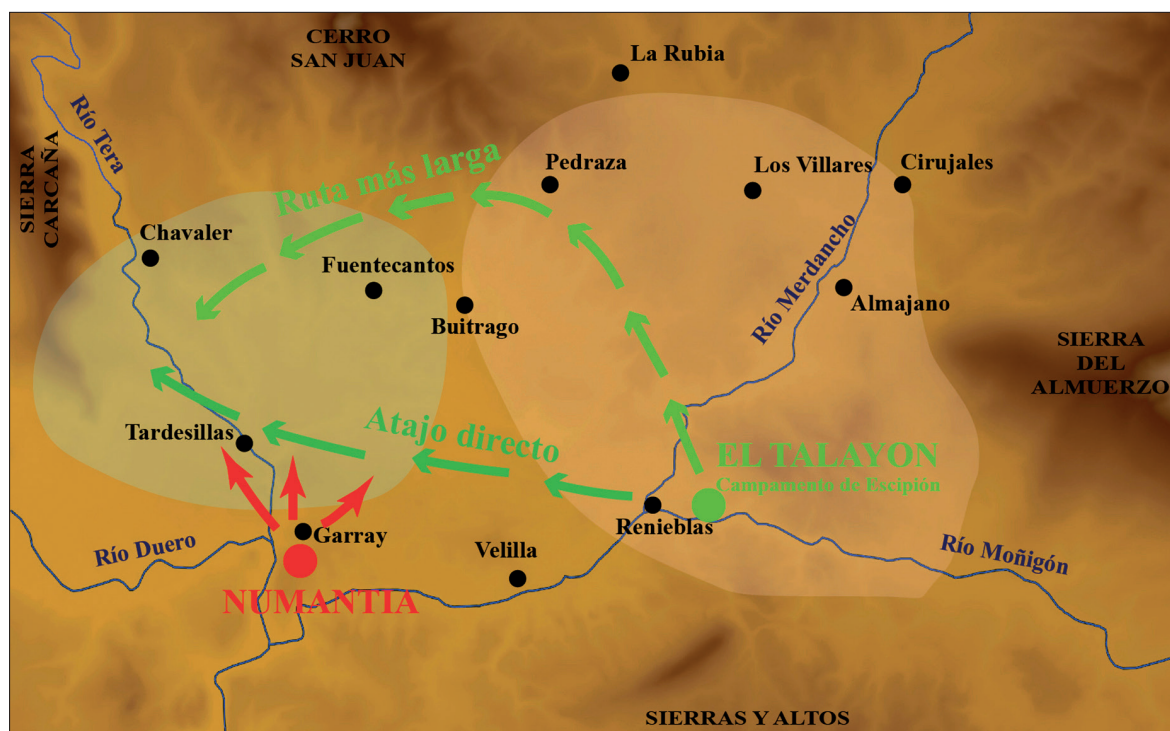 CERRO
SAN JUAN
La Rubia
Río Tera
SIERRA
CARCAÑA
Ruta más larga
Pedraza
Los Villares
Cirujales
Chavaler
Fuentecantos
Buitrago
Río Merdancho
Almajano
SIERRA
DEL
ALMUERZO
Tardesillas
Atajo directo
EL TALAYON
Campamento de Escipión
Renieblas
Garray
Río Duero
Velilla
Río Moñigón
NUMANTIA
SIERRAS Y ALTOS